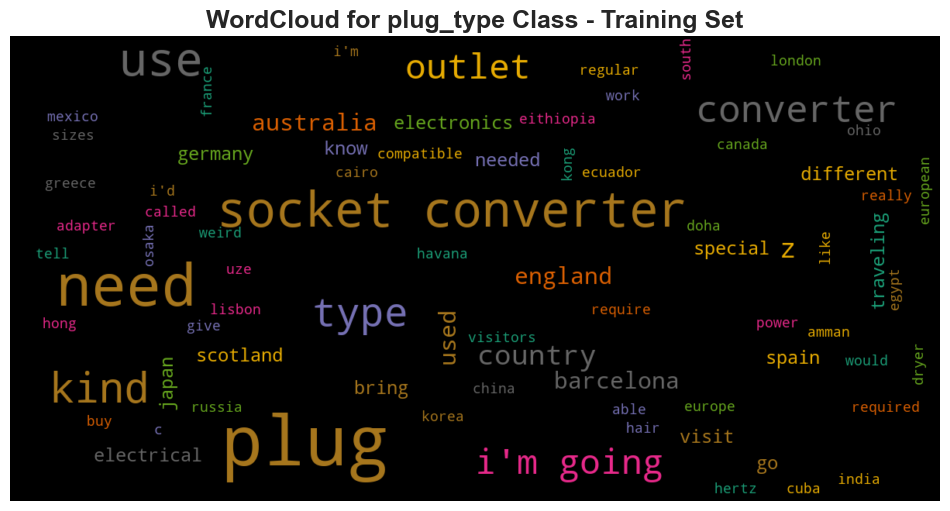 WordCloud for plug_type Class - Training Set
use
i'm
outlet
regular
south
london
france
work
converter
mexico
sizes
australia
electronics
eithiopia
ohio
germany
know
compatible
needed
kong
canada
cairo
ecuador
different
european
greece
i'd
really
called
socket converter
adapter
osaka
weird
doha
tell
havana
special
z
like
traveling
need
uze
england
egypt
lisbon
type
require
hong
give
used
visitors
power
amman
scotland
country
spain
would
dryer
kind
japan
bring
china
barcelona
russia
korea
able
europe
required
buy
c
plug
hair
visit
electrical
i'm going
go
hertz
cuba
india